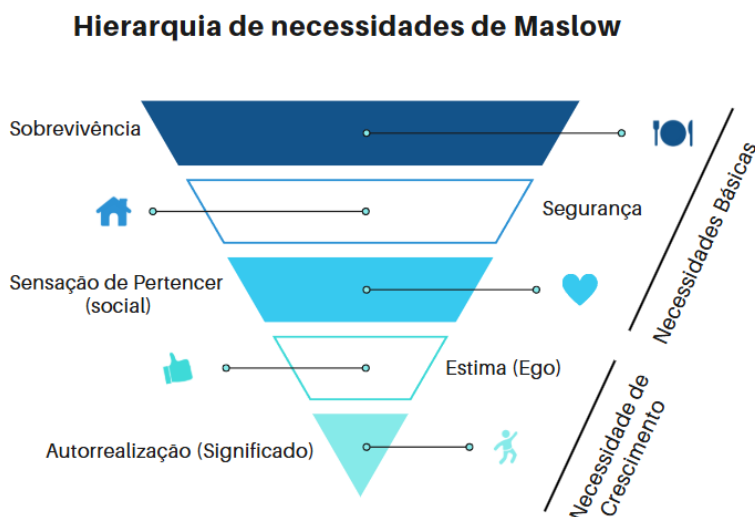 Hierarquia de necessidades de Maslow
Sobrevivência
Segurança
Sensação de Pertencer
(social)
Estima (Ego)
Autorrealização (Significado)
Necessidades Básicas
Necessidade de
Crescimento